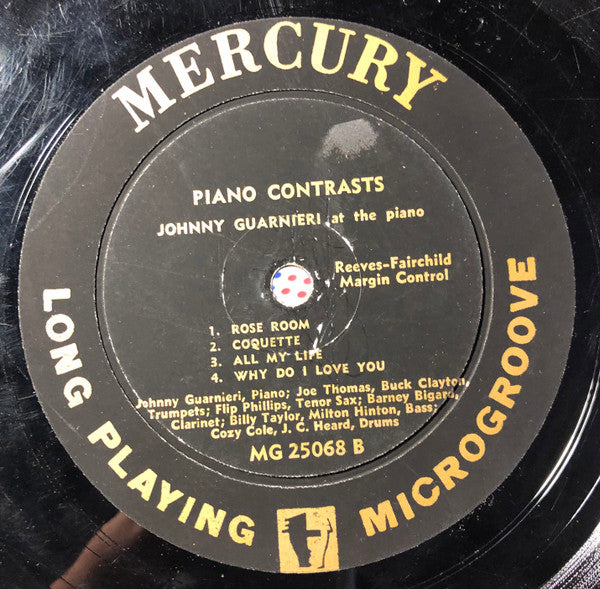 MERCURY
PIANO CONTRASTS
JOHNNY GUARNIERI at the piano
Reeves-Fairchild
Margin Control
1. ROSE ROOM
2. COQUETTE
3. ALL MY LIFE
4. WHY DO I LOVE YOU
Johnny Guarnieri, Piano; Joe Thomas, Buck Clayton,
Trumpets; Flip Phillips, Tenor Sax; Barney Bigard,
Clarinet; Billy Taylor, Milton Hinton, Bass;
Cozy Cole, J. C. Heard, Drums
MG 25068 B
LONG PLAYING MICROGROOVE